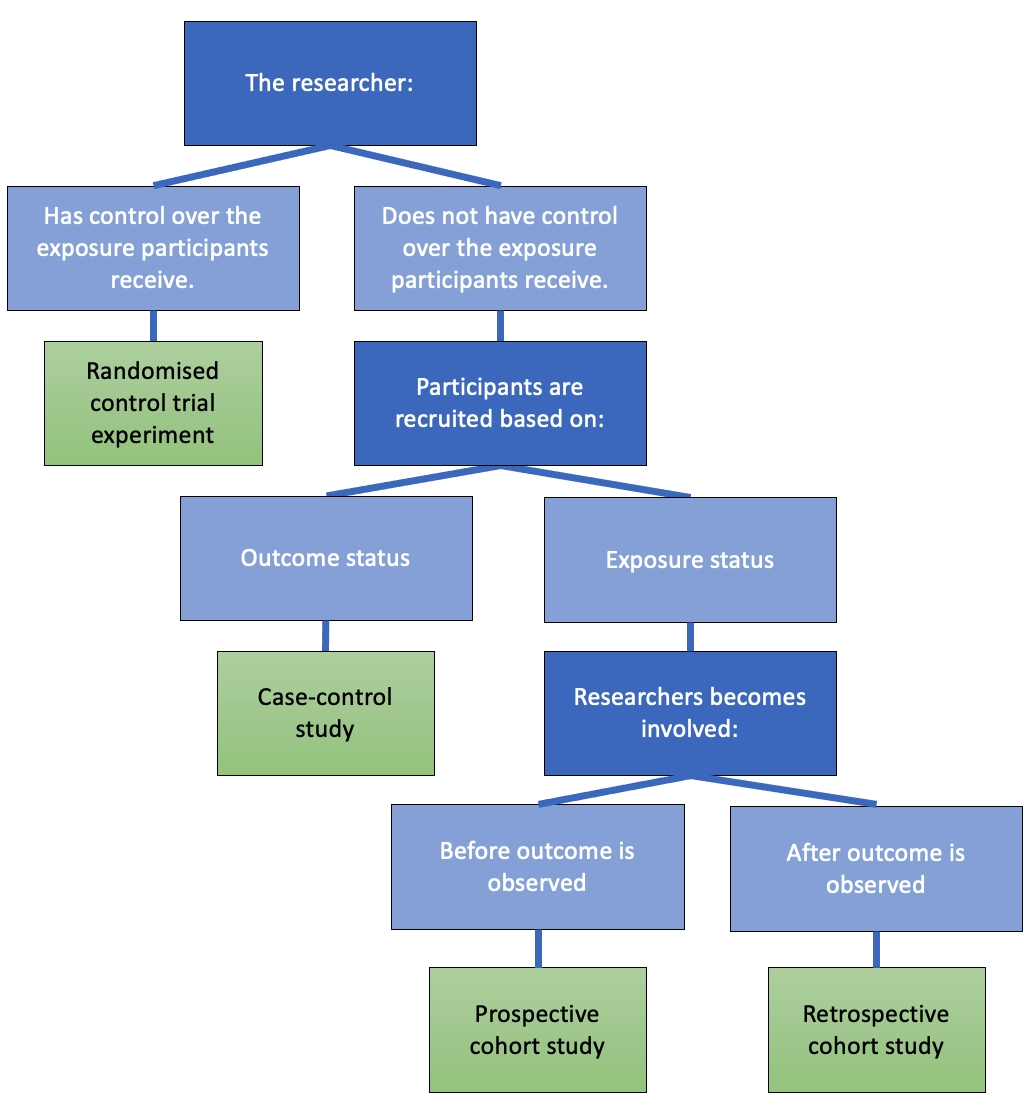 The researcher:
Has control over the
exposure participants
receive.
Does not have control
over the exposure
participants receive.
Randomised
control trial
experiment
Participants are
recruited based on:
Outcome status
Exposure status
Case-control
study
Researchers becomes
involved:
Before outcome is
observed
After outcome is
observed
Prospective
cohort study
Retrospective
cohort study